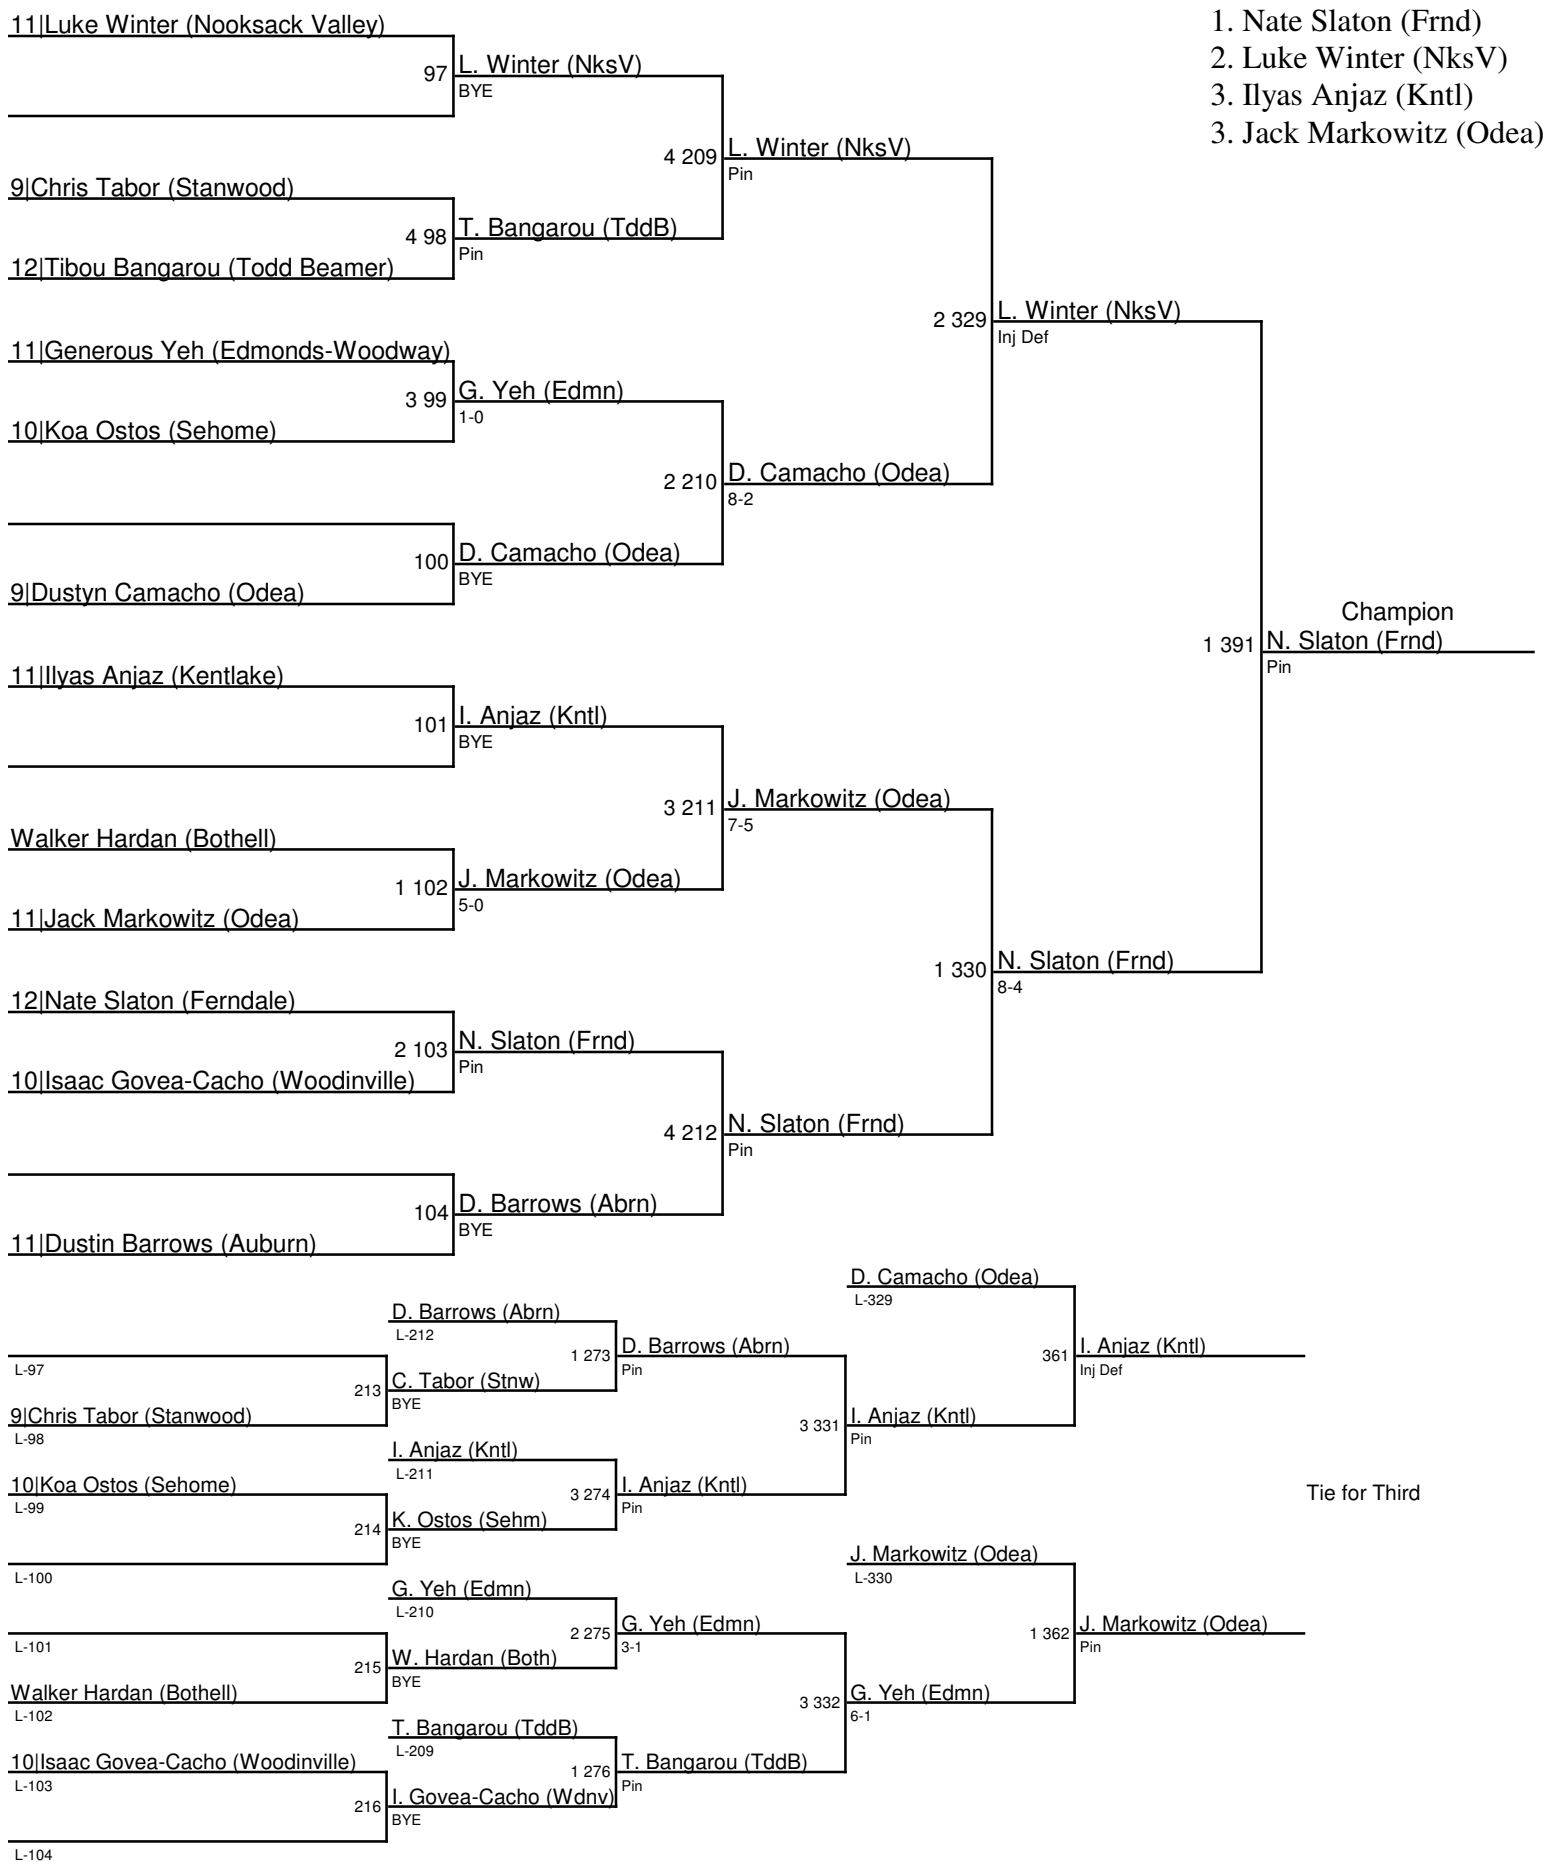 1. Nate Slaton (Frnd)
2. Luke Winter (NksV)
3. Ilyas Anjaz (Kntl)
3. Jack Markowitz (Odea)
11|Luke Winter (Nooksack Valley)
97 L. Winter (NksV)
BYE
4 209 L. Winter (NksV)
Pin
9|Chris Tabor (Stanwood)
4 98 T. Bangarou (TddB)
Pin
12|Tibou Bangarou (Todd Beamer)
2 329 L. Winter (NksV)
Inj Def
11|Generous Yeh (Edmonds-Woodway)
3 99 G. Yeh (Edmn)
1-0
10|Koa Ostos (Sehome)
2 210 D. Camacho (Odea)
8-2
100 D. Camacho (Odea)
BYE
9|Dustyn Camacho (Odea)
Champion
1 391 N. Slaton (Frnd)
Pin
11|Ilyas Anjaz (Kentlake)
101 I. Anjaz (Kntl)
BYE
3 211 J. Markowitz (Odea)
7-5
Walker Hardan (Bothell)
1 102 J. Markowitz (Odea)
5-0
11|Jack Markowitz (Odea)
1 330 N. Slaton (Frnd)
8-4
12|Nate Slaton (Ferndale)
2 103 N. Slaton (Frnd)
Pin
10|Isaac Govea-Cacho (Woodinville)
4 212 N. Slaton (Frnd)
Pin
104 D. Barrows (Abrn)
BYE
11|Dustin Barrows (Auburn)
D. Camacho (Odea)
L-329
D. Barrows (Abrn)
L-212
1 273 D. Barrows (Abrn)
Pin
361 I. Anjaz (Kntl)
Inj Def
L-97
213 C. Tabor (Stnw)
BYE
9|Chris Tabor (Stanwood)
L-98
3 331 I. Anjaz (Kntl)
Pin
I. Anjaz (Kntl)
L-211
10|Koa Ostos (Sehome)
L-99
3 274 I. Anjaz (Kntl)
Pin
Tie for Third
214 K. Ostos (Sehm)
BYE
L-100
J. Markowitz (Odea)
L-330
G. Yeh (Edmn)
L-210
2 275 G. Yeh (Edmn)
3-1
1 362 J. Markowitz (Odea)
Pin
L-101
215 W. Hardan (Both)
BYE
Walker Hardan (Bothell)
L-102
3 332 G. Yeh (Edmn)
6-1
T. Bangarou (TddB)
L-209
10|Isaac Govea-Cacho (Woodinville)
L-103
1 276 T. Bangarou (TddB)
Pin
216 I. Govea-Cacho (Wdnv)
BYE
L-104